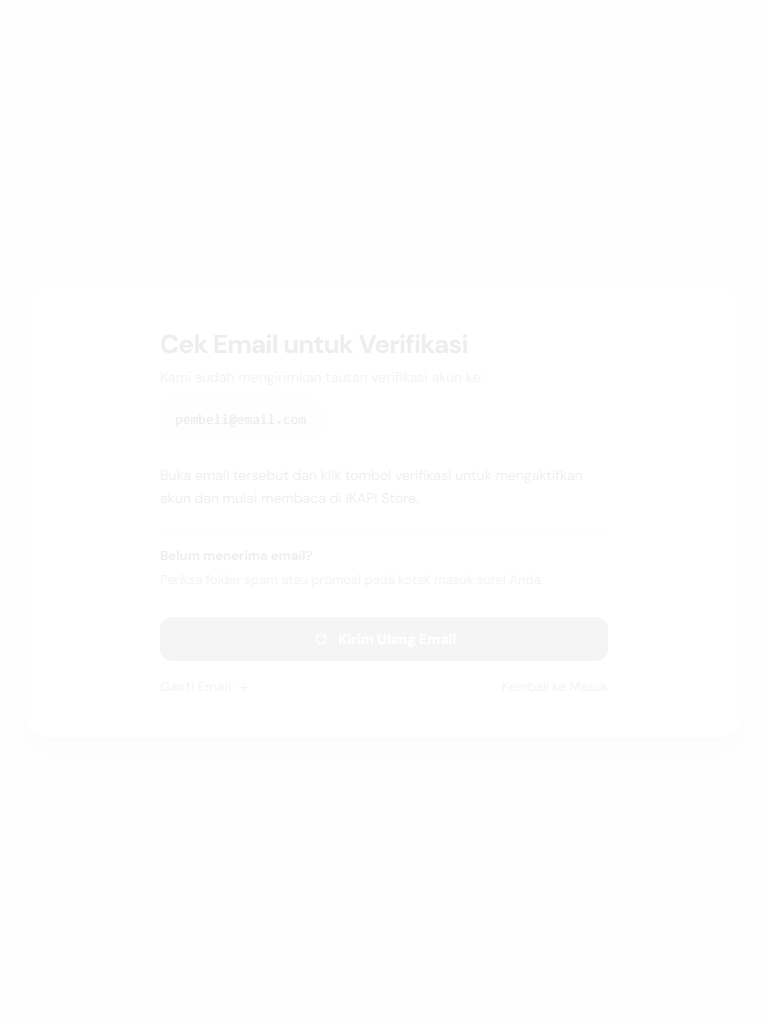 Cek Email untuk Verifikasi
Kami sudah mengirimkan tautan verifikasi akun ke:
pembeli@email.com
Buka email tersebut dan klik tombol verifikasi untuk mengaktifkan
akun dan mulai membaca di IKAPI Store.
Belum menerima email?
Periksa folder spam atau promosi pada kotak masuk surel Anda.
Kirim Ulang Email
Ganti Email →
Kembali ke Masuk